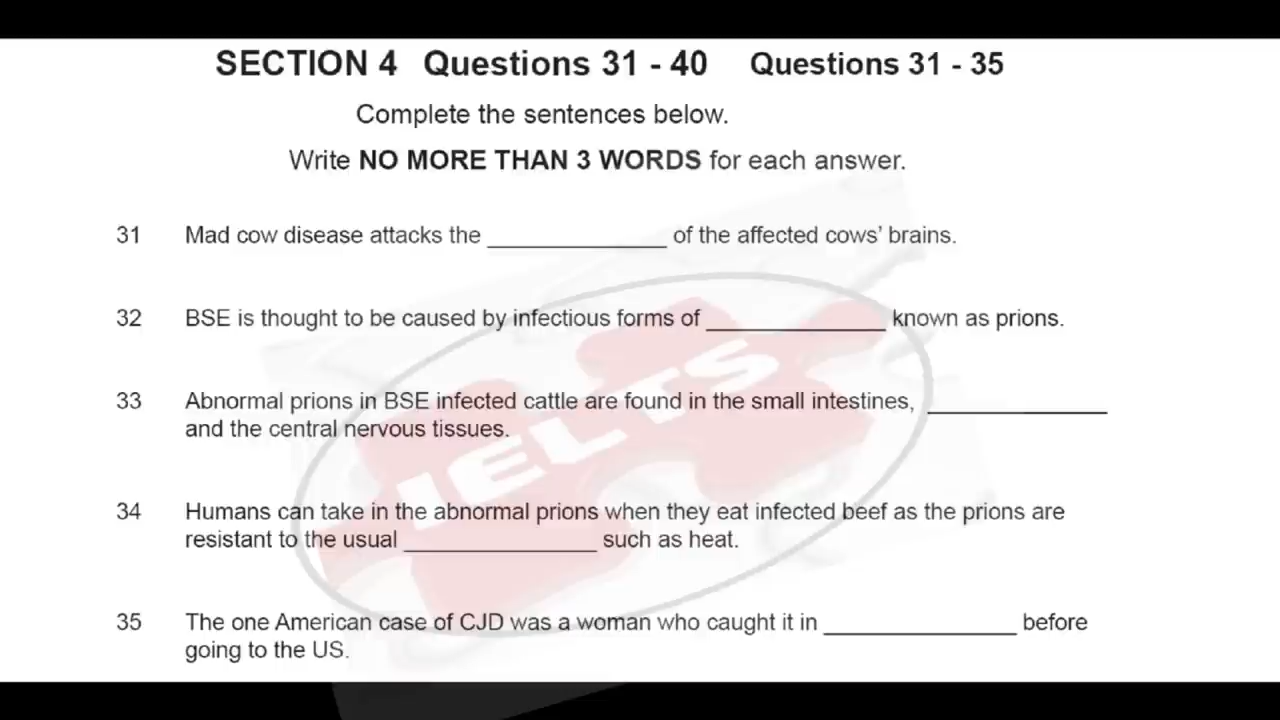 SECTION 4 Questions 31 - 40 Questions 31 - 35
Complete the sentences below.
Write NO MORE THAN 3 WORDS for each answer.
31 Mad cow disease attacks the ______________ of the affected cows’ brains.
32 BSE is thought to be caused by infectious forms of ______________ known as prions.
33 Abnormal prions in BSE infected cattle are found in the small intestines, ______________
and the central nervous tissues.
34 Humans can take in the abnormal prions when they eat infected beef as the prions are
resistant to the usual _______________ such as heat.
35 The one American case of CJD was a woman who caught it in _______________ before
going to the US.
IELTS